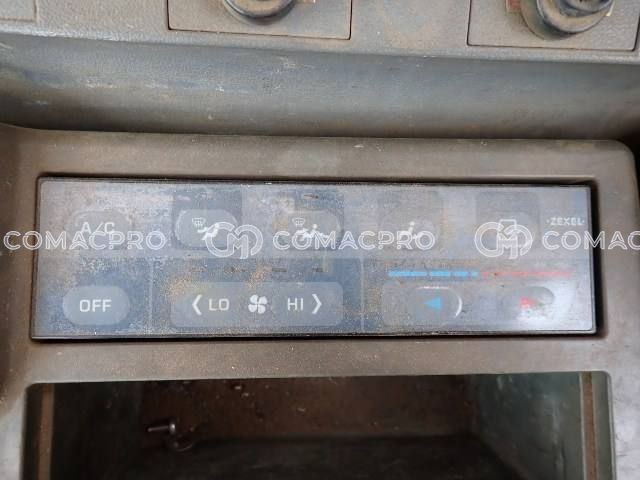 A/C
·ZEXEL·
COMACPRO COMACPRO COMACPRO
OFF ❮ LO HI ❯